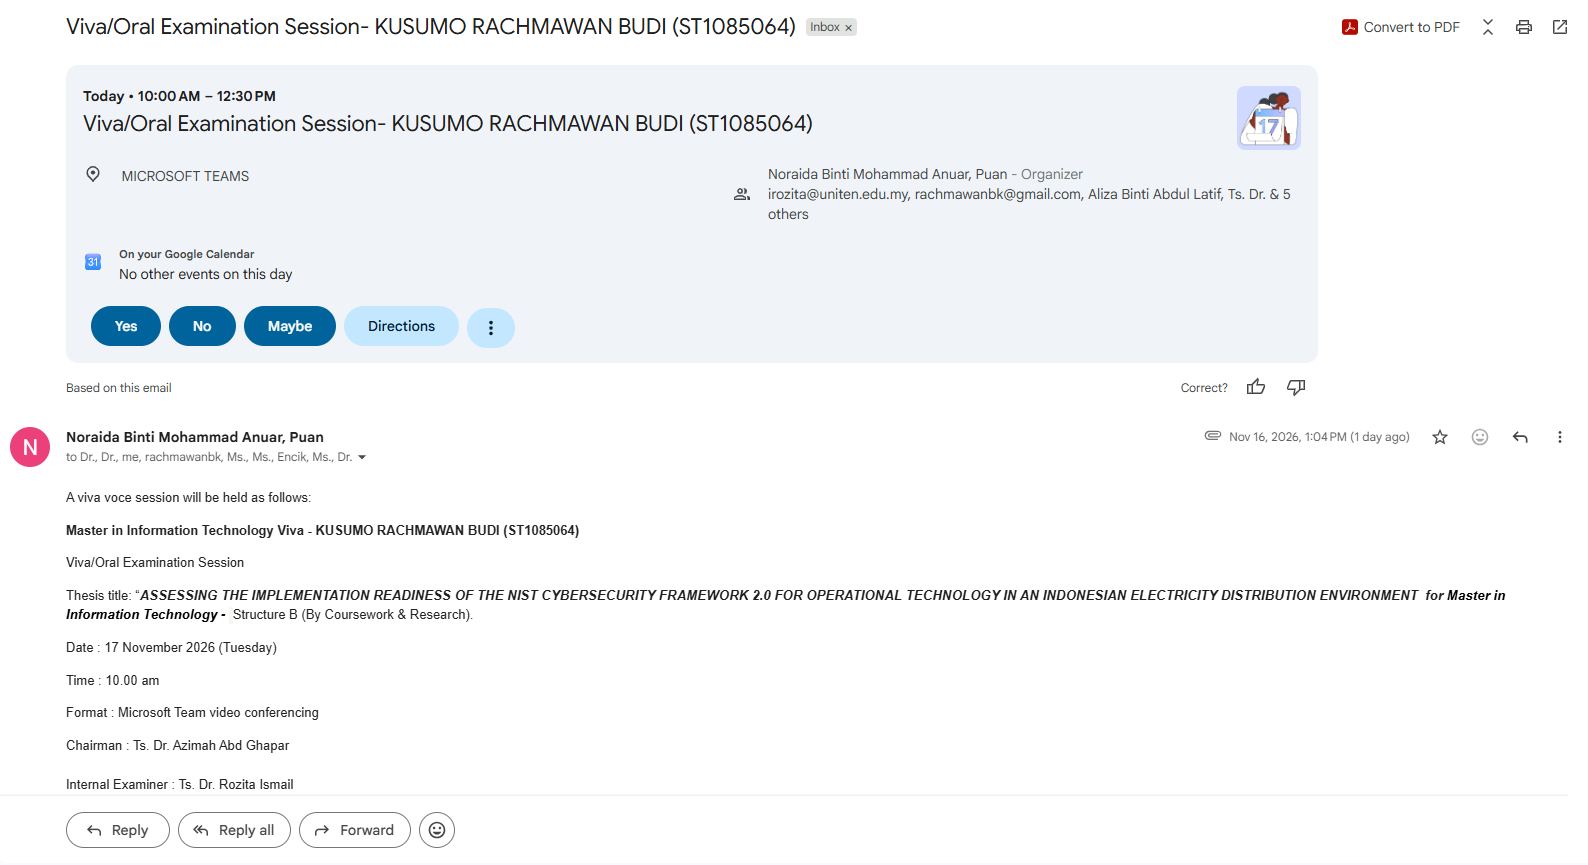 Viva/Oral Examination Session- KUSUMO RACHMAWAN BUDI (ST1085064) Inbox ×
Convert to PDF
Today • 10:00 AM – 12:30 PM
Viva/Oral Examination Session- KUSUMO RACHMAWAN BUDI (ST1085064)
17
MICROSOFT TEAMS
Noraida Binti Mohammad Anuar, Puan - Organizer
irozita@uniten.edu.my, rachmawanbk@gmail.com, Aliza Binti Abdul Latif, Ts. Dr. & 5
others
31
On your Google Calendar
No other events on this day
Yes
No
Maybe
Directions
Based on this email
Correct?
N
Noraida Binti Mohammad Anuar, Puan
Nov 16, 2026, 1:04 PM (1 day ago)
to Dr., Dr., me, rachmawanbk, Ms., Ms., Encik, Ms., Dr.
A viva voce session will be held as follows:
Master in Information Technology Viva - KUSUMO RACHMAWAN BUDI (ST1085064)
Viva/Oral Examination Session
Thesis title: “ASSESSING THE IMPLEMENTATION READINESS OF THE NIST CYBERSECURITY FRAMEWORK 2.0 FOR OPERATIONAL TECHNOLOGY IN AN INDONESIAN ELECTRICITY DISTRIBUTION ENVIRONMENT for Master in
Information Technology - Structure B (By Coursework & Research).
Date : 17 November 2026 (Tuesday)
Time : 10.00 am
Format : Microsoft Team video conferencing
Chairman : Ts. Dr. Azimah Abd Ghapar
Internal Examiner : Ts. Dr. Rozita Ismail
Reply
Reply all
Forward